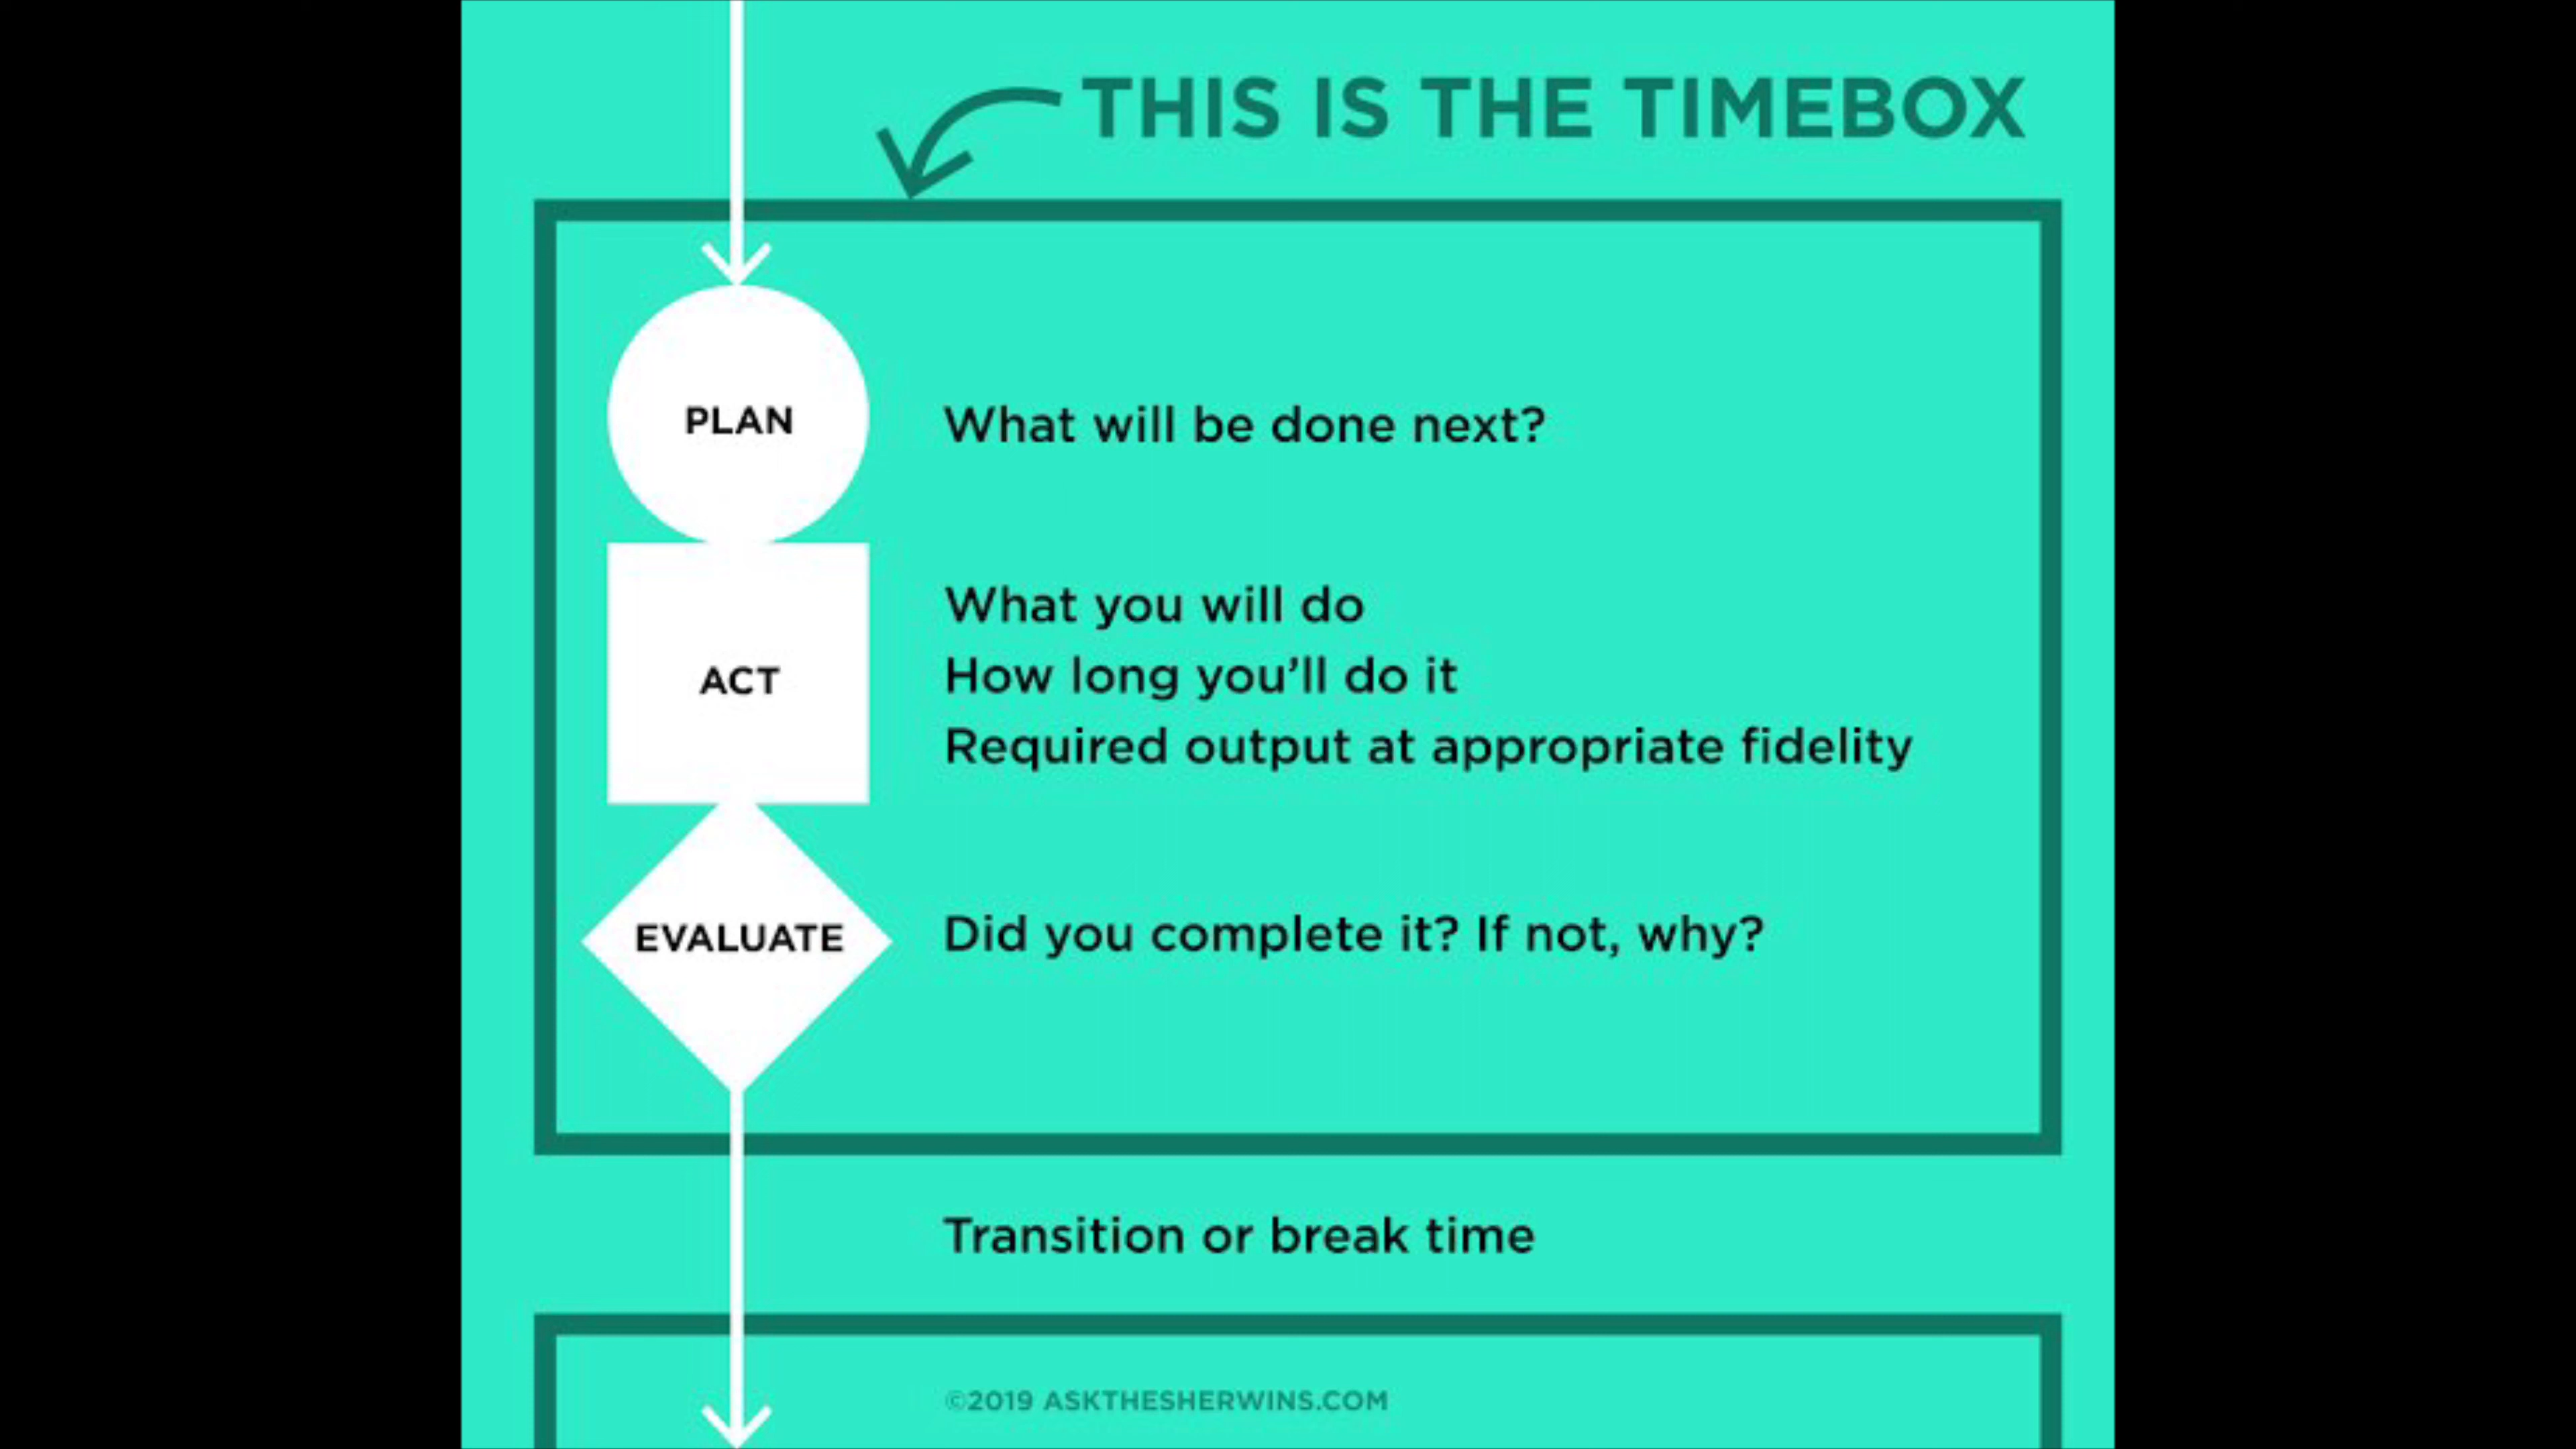 THIS IS THE TIMEBOX
PLAN
What will be done next?
ACT
What you will do
How long you'll do it
Required output at appropriate fidelity
EVALUATE
Did you complete it? If not, why?
Transition or break time
©2019 ASKTHESHERWINS.COM